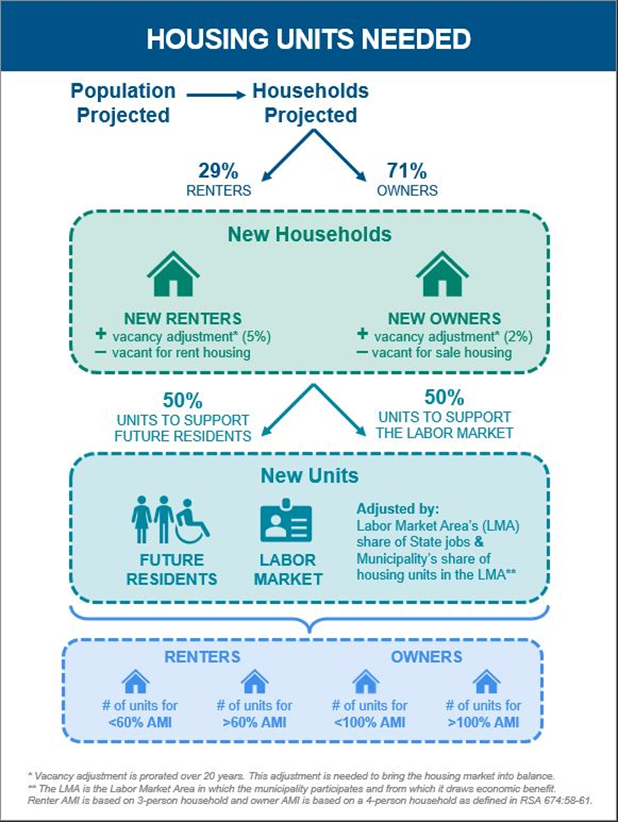 HOUSING UNITS NEEDED
Population
Projected
Households
Projected
29%
RENTERS
71%
OWNERS
New Households
NEW RENTERS
+ vacancy adjustment* (5%)
– vacant for rent housing
NEW OWNERS
+ vacancy adjustment* (2%)
– vacant for sale housing
50%
UNITS TO SUPPORT
FUTURE RESIDENTS
50%
UNITS TO SUPPORT
THE LABOR MARKET
New Units
FUTURE
RESIDENTS
LABOR
MARKET
Adjusted by:
Labor Market Area's (LMA)
share of State jobs &
Municipality's share of
housing units in the LMA**
RENTERS
OWNERS
# of units for
<60% AMI
# of units for
>60% AMI
# of units for
<100% AMI
# of units for
>100% AMI
* Vacancy adjustment is prorated over 20 years. This adjustment is needed to bring the housing market into balance.
** The LMA is the Labor Market Area in which the municipality participates and from which it draws economic benefit.
Renter AMI is based on 3-person household and owner AMI is based on a 4-person household as defined in RSA 674:58-61.